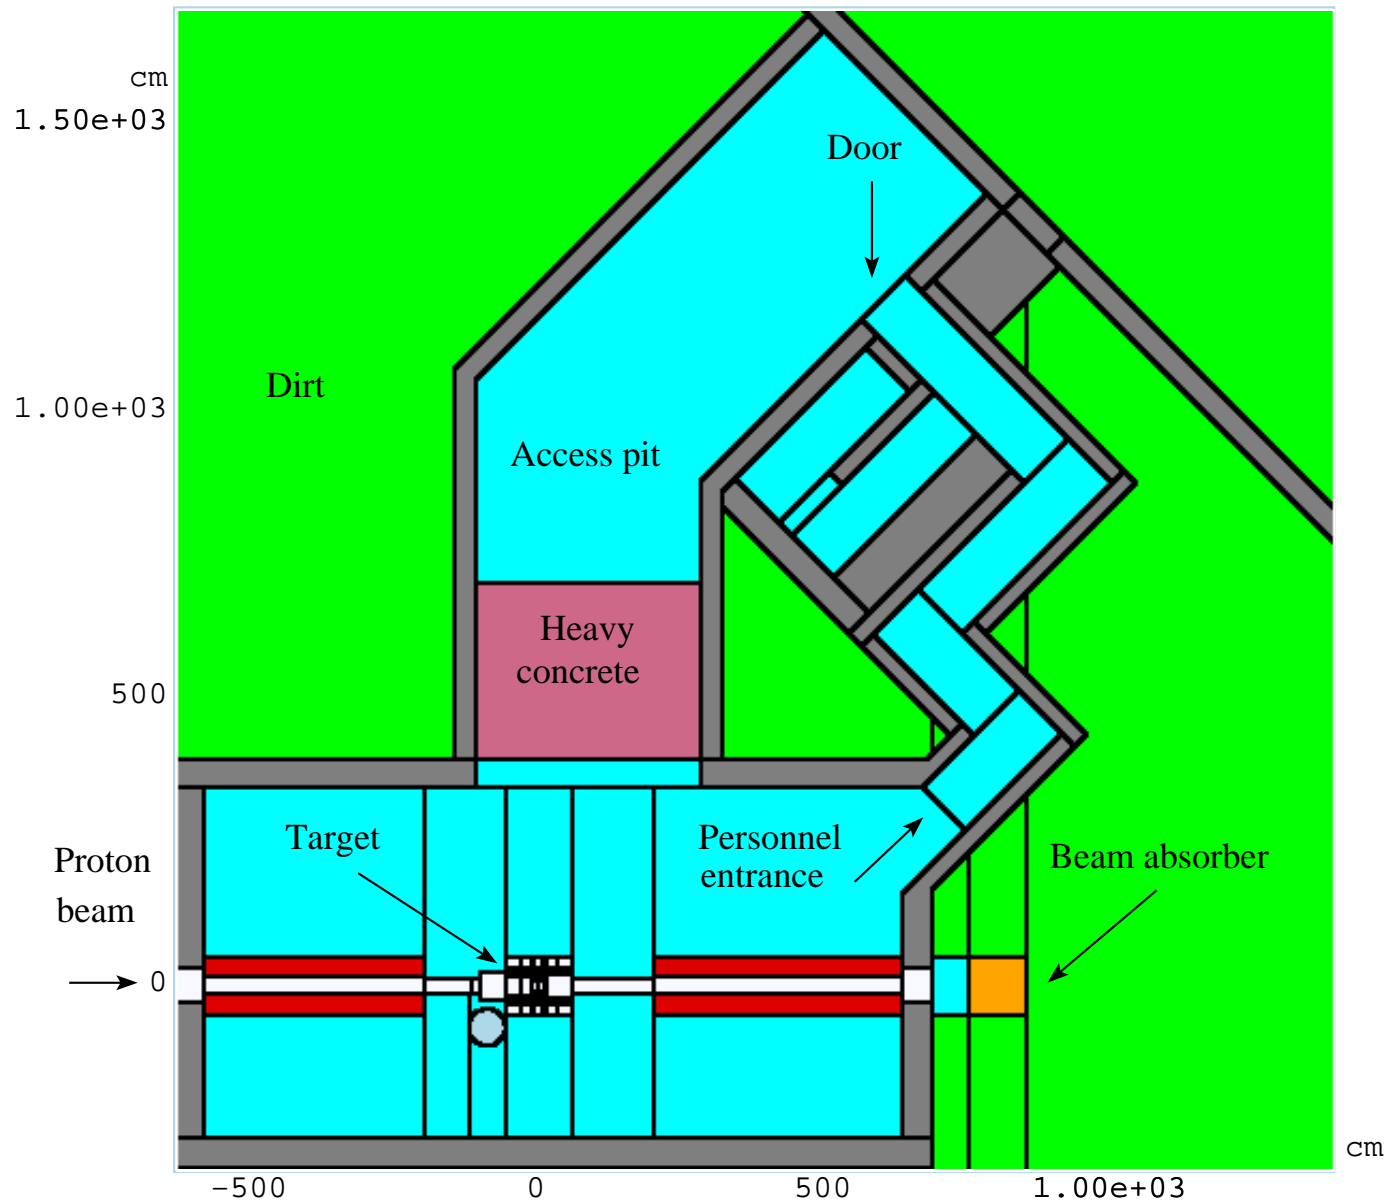 cm
1.50e+03
Door
Dirt
1.00e+03
Access pit
Heavy
concrete
500
Target
Personnel
entrance
Beam absorber
Proton
beam
0
cm
−500
0
500
1.00e+03